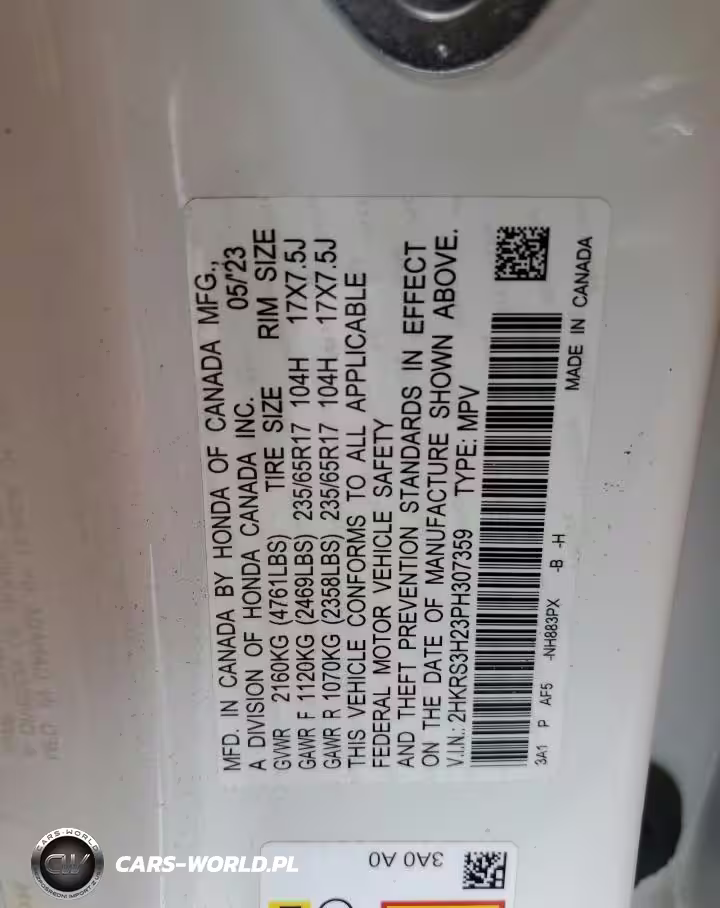 MFD. IN CANADA BY HONDA OF CANADA MFG.,
A DIVISION OF HONDA CANADA INC. 05/'23
GVWR 2160KG (4761LBS) TIRE SIZE RIM SIZE
GAWR F 1120KG (2469LBS) 235/65R17 104H 17X7.5J
GAWR R 1070KG (2358LBS) 235/65R17 104H 17X7.5J
THIS VEHICLE CONFORMS TO ALL APPLICABLE
FEDERAL MOTOR VEHICLE SAFETY
AND THEFT PREVENTION STANDARDS IN EFFECT
ON THE DATE OF MANUFACTURE SHOWN ABOVE.
V.I.N.: 2HKRS3H23PH307359 TYPE: MPV
3A1 P AF5 -NH883PX -B -H
MADE IN CANADA
3A0 A0
CARS-WORLD
CW
CARS-WORLD.PL